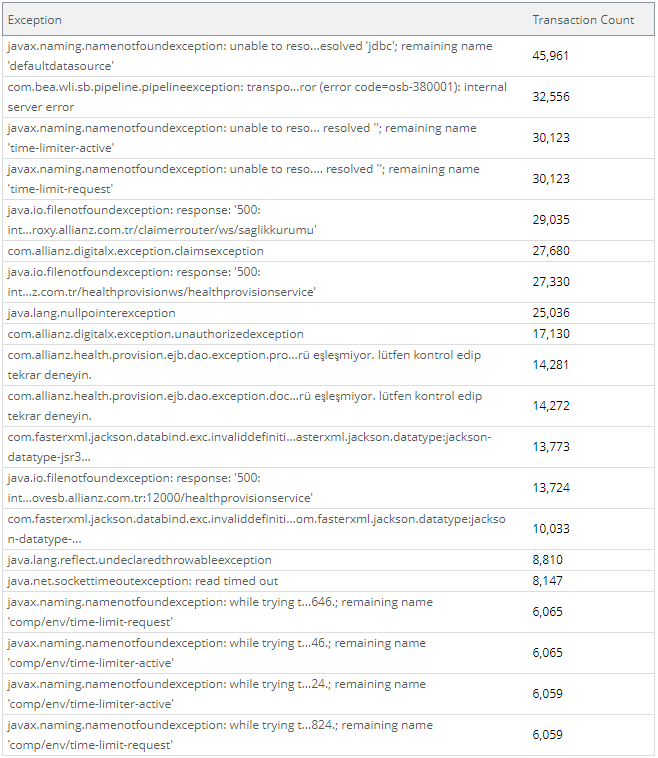 Exception Transaction Count
javax.naming.namenotfoundexception: unable to reso...esolved 'jdbc'; remaining name
'defaultdatasource' 45,961
com.bea.wli.sb.pipeline.pipelineexception: transpo...ror (error code=osb-380001): internal
server error 32,556
javax.naming.namenotfoundexception: unable to reso... resolved ''; remaining name
'time-limiter-active' 30,123
javax.naming.namenotfoundexception: unable to reso.... resolved ''; remaining name
'time-limit-request' 30,123
java.io.filenotfoundexception: response: '500:
int...roxy.allianz.com.tr/claimerrouter/ws/saglikkurumu' 29,035
com.allianz.digitalx.exception.claimsexception 27,680
java.io.filenotfoundexception: response: '500:
int...z.com.tr/healthprovisionws/healthprovisionservice' 27,330
java.lang.nullpointerexception 25,036
com.allianz.digitalx.exception.unauthorizedexception 17,130
com.allianz.health.provision.ejb.dao.exception.pro...rü eşleşmiyor. lütfen kontrol edip
tekrar deneyin. 14,281
com.allianz.health.provision.ejb.dao.exception.doc...rü eşleşmiyor. lütfen kontrol edip
tekrar deneyin. 14,272
com.fasterxml.jackson.databind.exc.invaliddefiniti...asterxml.jackson.datatype:jackson-
datatype-jsr3... 13,773
java.io.filenotfoundexception: response: '500:
int...ovesb.allianz.com.tr:12000/healthprovisionservice' 13,724
com.fasterxml.jackson.databind.exc.invaliddefiniti...om.fasterxml.jackson.datatype:jackso
n-datatype-... 10,033
java.lang.reflect.undeclaredthrowableexception 8,810
java.net.sockettimeoutexception: read timed out 8,147
javax.naming.namenotfoundexception: while trying t...646.; remaining name
'comp/env/time-limit-request' 6,065
javax.naming.namenotfoundexception: while trying t...46.; remaining name
'comp/env/time-limiter-active' 6,065
javax.naming.namenotfoundexception: while trying t...24.; remaining name
'comp/env/time-limiter-active' 6,059
javax.naming.namenotfoundexception: while trying t...824.; remaining name
'comp/env/time-limit-request' 6,059